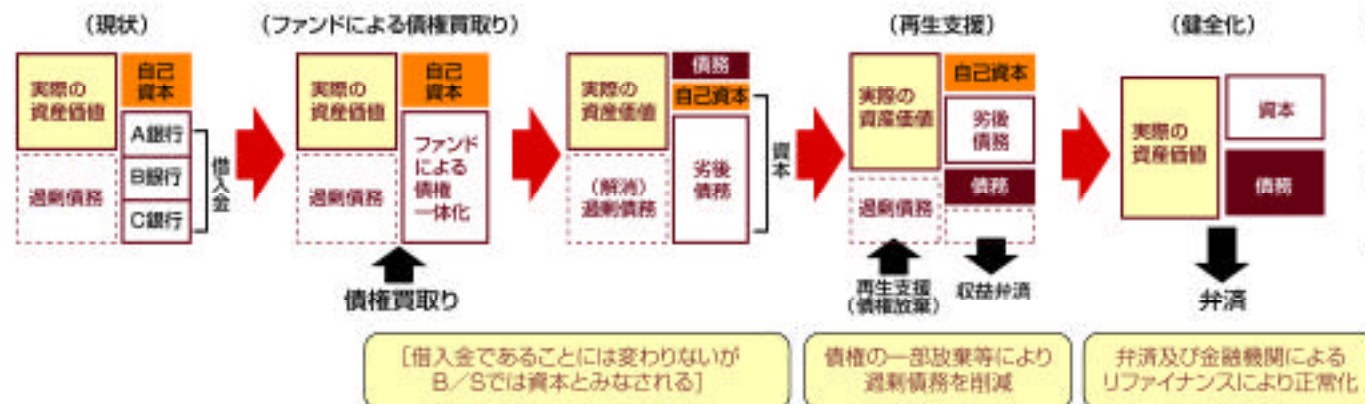 (現状)
(ファンドによる債権買取り)
(再生支援)
(健全化)
実際の
資産価値
自己
資本
過剰債務
A銀行
B銀行
C銀行
借入金
実際の
資産価値
自己
資本
過剰債務
ファンド
による
債権
一体化
債権買取り
実際の
資産価値
債務
自己資本
(解消)
過剰債務
劣後
債務
資本
[借入金であることには変わりないが
B/Sでは資本とみなされる]
実際の
資産価値
自己資本
劣後
債務
債務
過剰債務
再生支援
(債権放棄)
収益弁済
債権の一部放棄等により
過剰債務を削減
実際の
資産価値
資本
債務
弁済
弁済及び金融機関による
リファイナンスにより正常化